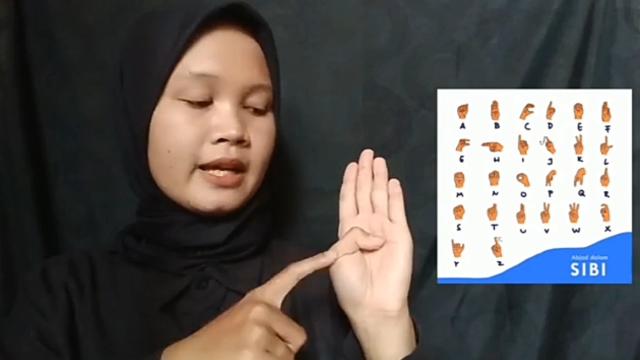 A B C D E F
G H I J K L
M N O P Q R
S T U V W X
Y Z
Abjad dalam
SIBI